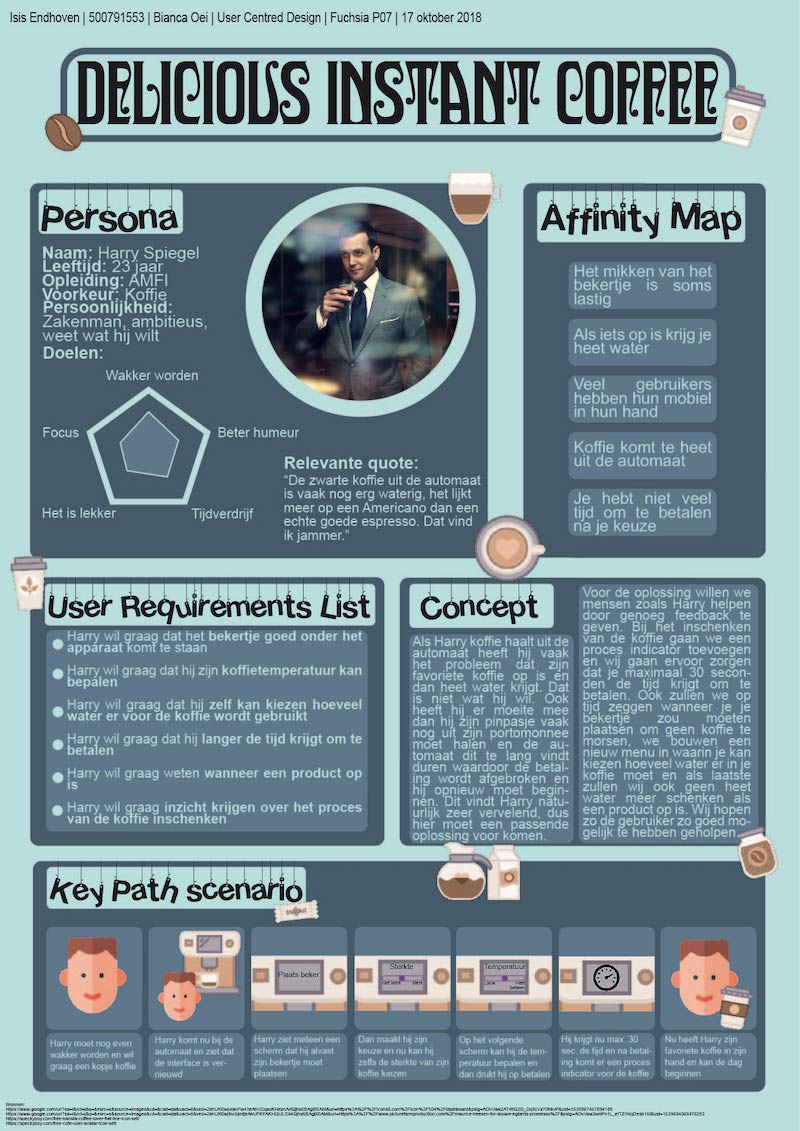 Isis Endhoven | 500791553 | Bianca Oei | User Centred Design | Fuchsia P07 | 17 oktober 2018
DELICIOUS INSTANT COFFEE
Persona
Naam: Harry Spiegel
Leeftijd: 23 jaar
Opleiding: AMFI
Voorkeur: Koffie
Persoonlijkheid:
Zakenman, ambitieus,
weet wat hij wilt
Doelen:
Wakker worden
Focus
Beter humeur
Het is lekker
Tijdverdrijf
Relevante quote:
“De zwarte koffie uit de automaat
is vaak nog erg waterig, het lijkt
meer op een Americano dan een
echte goede espresso. Dat vind
ik jammer.”
Affinity Map
Het mikken van het
bekertje is soms
lastig
Als iets op is krijg je
heet water
Veel gebruikers
hebben hun mobiel
in hun hand
Koffie komt te heet
uit de automaat
Je hebt niet veel
tijd om te betalen
na je keuze
User Requirements List
Harry wil graag dat het bekertje goed onder het
apparaat komt te staan
Harry wil graag dat hij zijn koffietemperatuur kan
bepalen
Harry wil graag dat hij zelf kan kiezen hoeveel
water er voor de koffie wordt gebruikt
Harry wil graag dat hij langer de tijd krijgt om te
betalen
Harry wil graag weten wanneer een product op
is
Harry wil graag inzicht krijgen over het proces
van de koffie inschenken
Concept
Als Harry koffie haalt uit de
automaat heeft hij vaak
het probleem dat zijn
favoriete koffie op is én
dan heet water krijgt. Dat
is niet wat hij wil. Ook
heeft hij er moeite mee
dan hij zijn pinpasje vaak
nog uit zijn portomonnee
moet halen en de au-
tomaat dit te lang vindt
duren waardoor de betal-
ing wordt afgebroken en
hij opnieuw moet begin-
nen. Dit vindt Harry natu-
urlijk zeer vervelend, dus
hier moet een passende
oplossing voor komen.
Voor de oplossing willen we
mensen zoals Harry helpen
door genoeg feedback te
geven. Bij het inschenken
van de koffie gaan we een
proces indicator toevoegen
en wij gaan ervoor zorgen
dat je maximaal 30 secon-
den de tijd krijgt om te
betalen. Ook zullen we op
tijd zeggen wanneer je je
bekertje zou moeten
plaatsen om geen koffie te
morsen, we bouwen een
nieuw menu in waarin je kan
kiezen hoeveel water er in je
koffie moet en als laatste
zullen wij ook geen heet
water meer schenken als
een product op is. Wij hopen
zo de gebruiker zo goed mo-
gelijk te hebben geholpen.
Key Path scenario
SUGAR
Plaats beker
Sterkte
niet sterk
sterk
Temperatuur
Lauw
Heet
betalen
Harry moet nog even
wakker worden en wil
graag een kopje koffie
Harry komt nu bij de
automaat en ziet dat
de interface is ver-
nieuwd
Harry ziet meteen een
scherm dat hij alvast
zijn bekertje moet
plaatsen
Dan maakt hij zijn
keuze en nu kan hij
zelfs de sterkte van zijn
koffie kiezen
Op het volgende
scherm kan hij de tem-
peratuur bepalen en
dan drukt hij op betalen
Hij krijgt nu max. 30
sec. de tijd en na betal-
ing komt er een proces
indicator voor de koffie
Nu heeft Harry zijn
favoriete koffie in zijn
hand en kan de dag
beginnen
Bronnen: